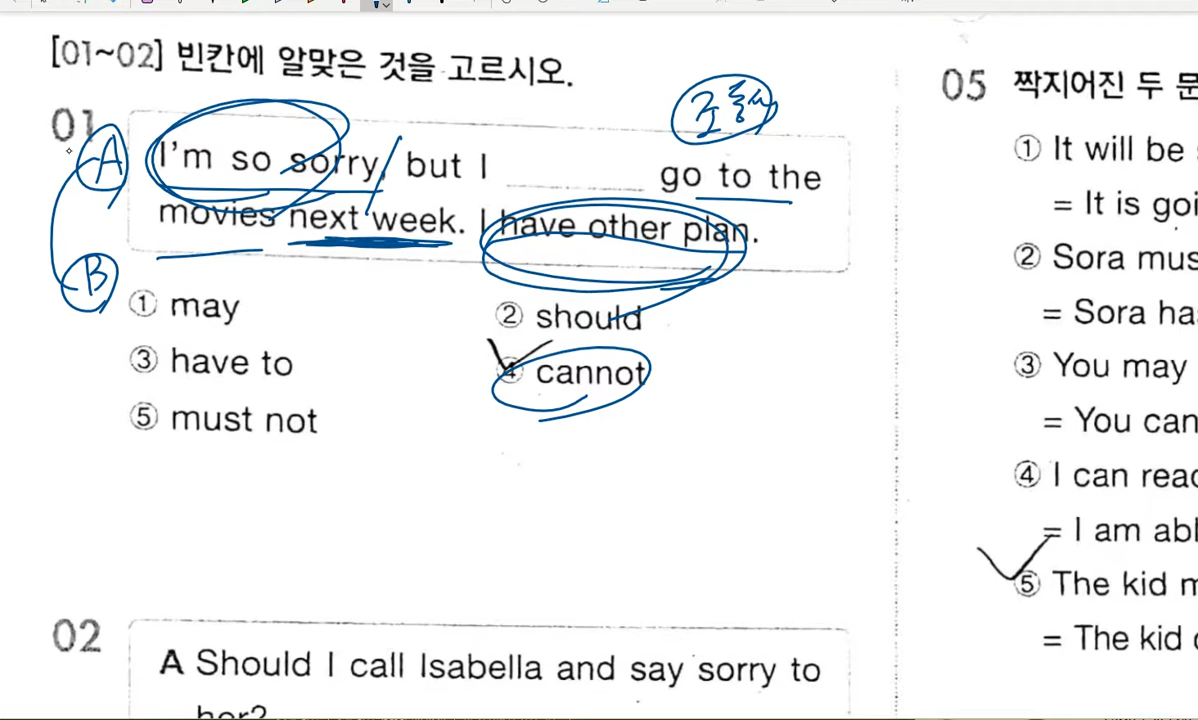 [01~02] 빈칸에 알맞은 것을 고르시오.
01
조동사
A
I'm so sorry, but I ________ go to the
movies next week. I have other plan.
B
① may
② should
③ have to
④ cannot
⑤ must not
02
A Should I call Isabella and say sorry to
her?
05 짝지어진 두 문
① It will be
= It is goi
② Sora mus
= Sora has
③ You may
= You can
④ I can read
= I am abl
⑤ The kid m
= The kid